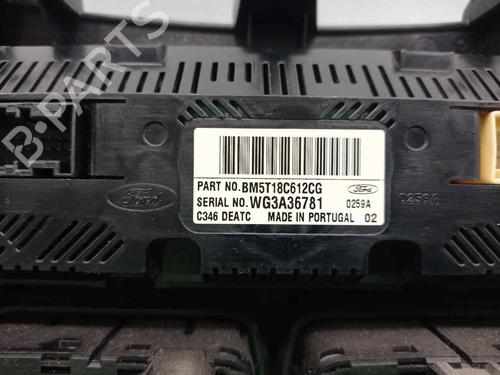 B-PARTS
PART NO.BM5T18C612CG
Ford
SERIAL NO.WG3A36781
0259A
C346 DEATC MADE IN PORTUGAL 02
Ford
0259A